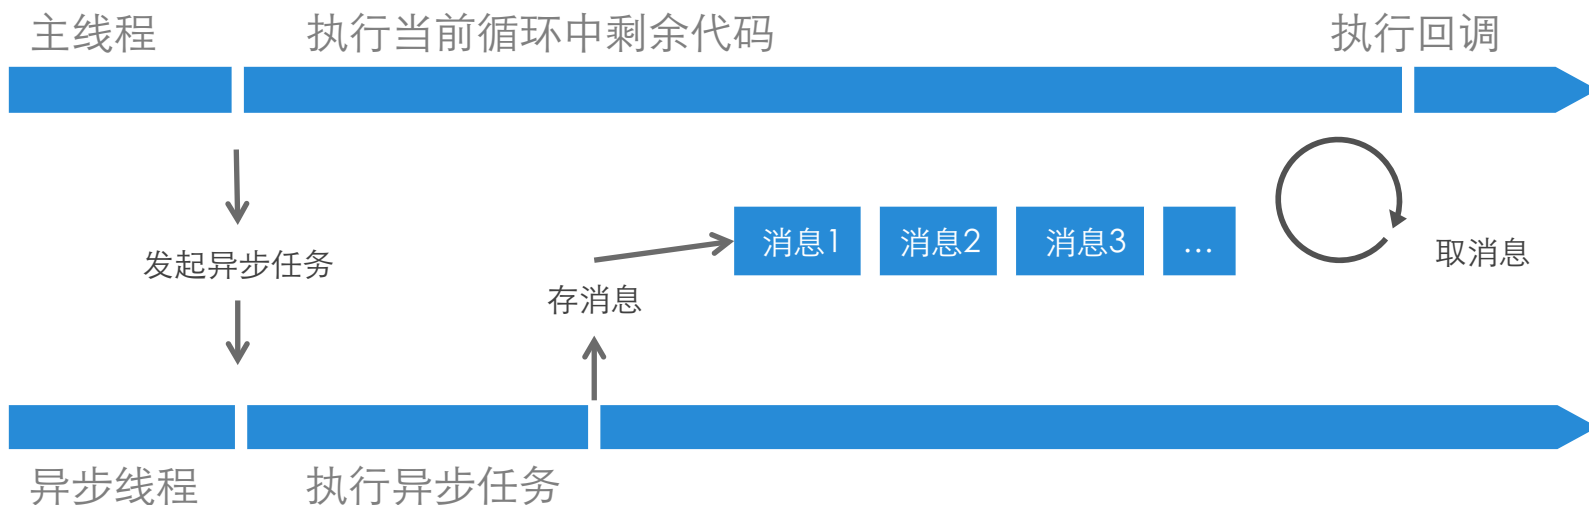 主线程
执行当前循环中剩余代码
执行回调
发起异步任务
存消息
消息1
消息2
消息3
...
取消息
异步线程
执行异步任务